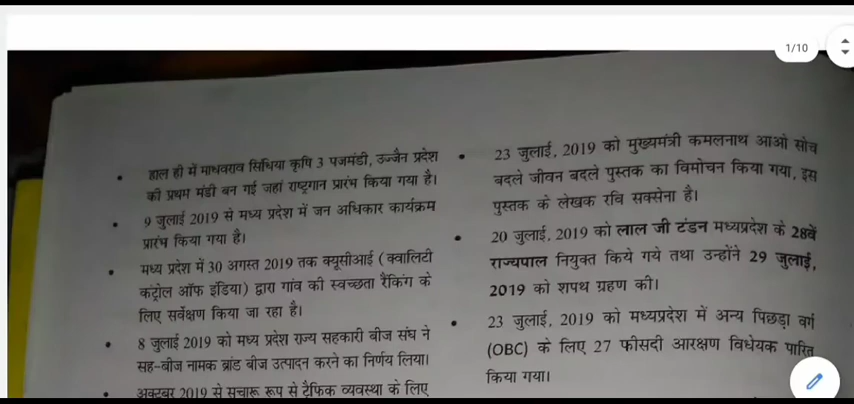 1/10
हाल ही में माधवराव सिंधिया कृषि 3 पजमंडी, उज्जैन प्रदेश
की प्रथम मंडी बन गई जहां राष्ट्रगान प्रारंभ किया गया है।
9 जुलाई 2019 से मध्य प्रदेश में जन अधिकार कार्यक्रम
प्रारंभ किया गया है।
मध्य प्रदेश में 30 अगस्त 2019 तक क्यूसीआई (क्वालिटी
कंट्रोल ऑफ इंडिया) द्वारा गांव की स्वच्छता रैंकिंग के
लिए सर्वेक्षण किया जा रहा है।
8 जुलाई 2019 को मध्य प्रदेश राज्य सहकारी बीज संघ ने
सह-बीज नामक ब्रांड बीज उत्पादन करने का निर्णय लिया।
अक्टूबर 2019 से सुचारू रूप से ट्रैफिक व्यवस्था के लिए
23 जुलाई, 2019 को मुख्यमंत्री कमलनाथ आओ सोच
बदले जीवन बदले पुस्तक का विमोचन किया गया, इस
पुस्तक के लेखक रवि सक्सेना है।
20 जुलाई, 2019 को लाल जी टंडन मध्यप्रदेश के 28वें
राज्यपाल नियुक्त किये गये तथा उन्होंने 29 जुलाई,
2019 को शपथ ग्रहण की।
23 जुलाई, 2019 को मध्यप्रदेश में अन्य पिछड़ा वर्ग
(OBC) के लिए 27 फीसदी आरक्षण विधेयक पारित
किया गया।